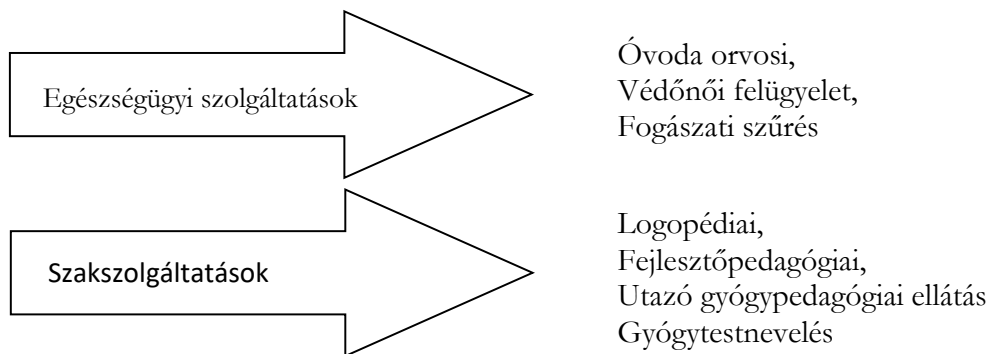 Egészségügyi szolgáltatások
Óvoda orvosi,
Védőnői felügyelet,
Fogászati szűrés
Szakszolgáltatások
Logopédiai,
Fejlesztőpedagógiai,
Utazó gyógypedagógiai ellátás
Gyógytestnevelés